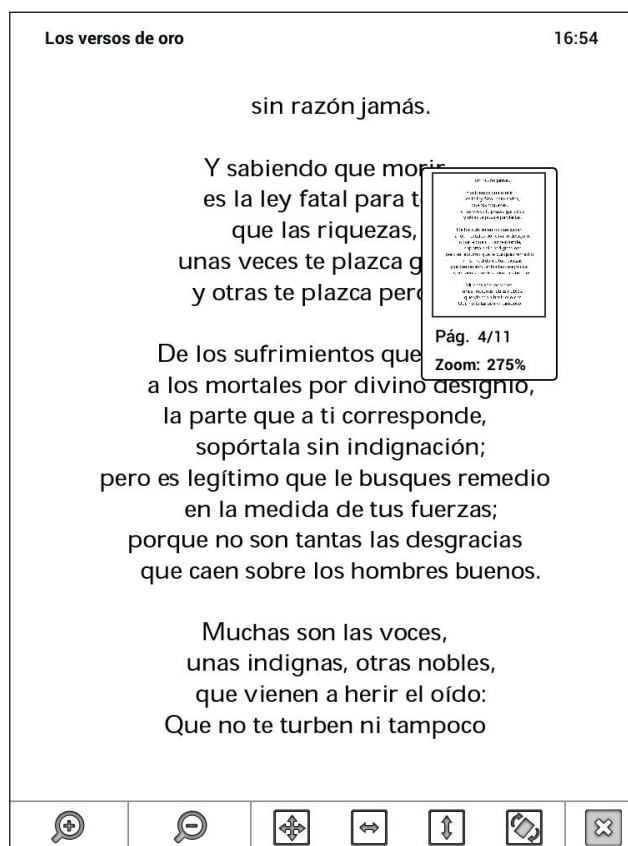 Los versos de oro
16:54
sin razón jamás.
Y sabiendo que morir
es la ley fatal para
que las riquezas,
unas veces te plazca
y otras te plazca
Pág. 4/11
Zoom: 275%
De los sufrimientos que
a los mortales por divino designio,
la parte que a ti corresponde,
sopórtala sin indignación;
pero es legítimo que le busques remedio
en la medida de tus fuerzas;
porque no son tantas las desgracias
que caen sobre los hombres buenos.
Muchas son las voces,
unas indignas, otras nobles,
que vienen a herir el oído:
Que no te turben ni tampoco